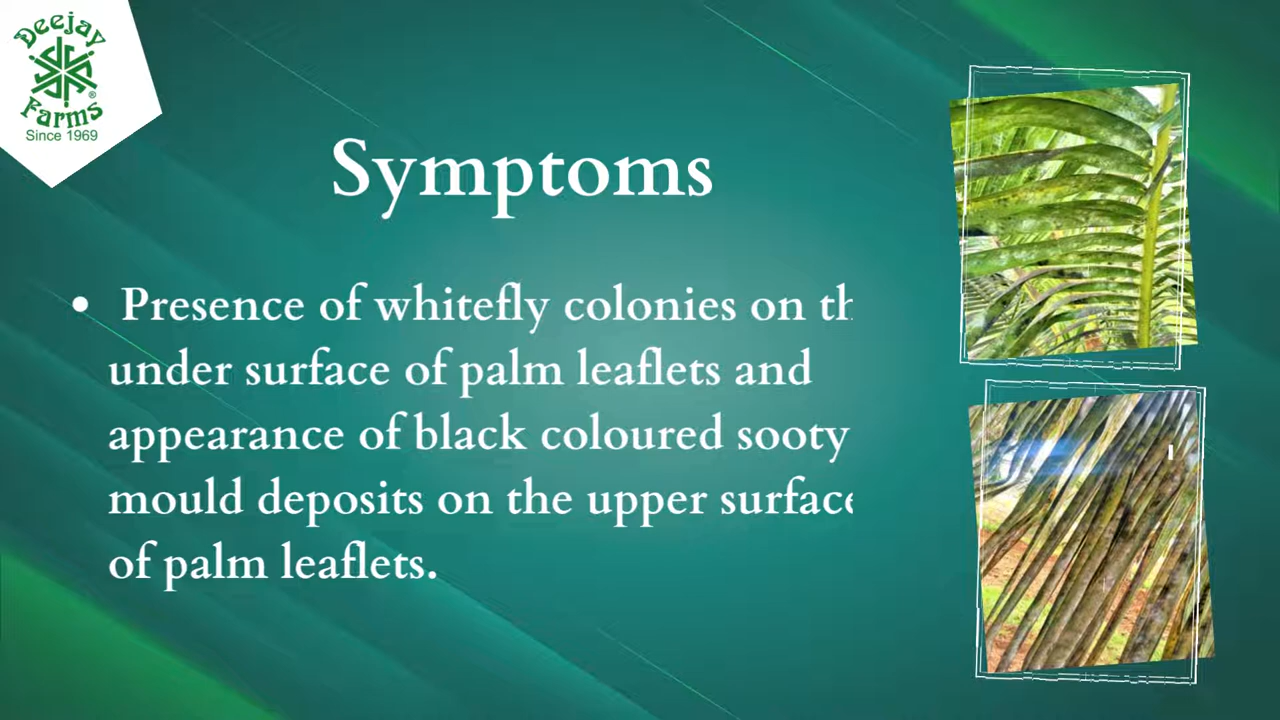 Deejay
Farms
®
Since 1969
Symptoms
• Presence of whitefly colonies on th
under surface of palm leaflets and
appearance of black coloured sooty
mould deposits on the upper surface
of palm leaflets.